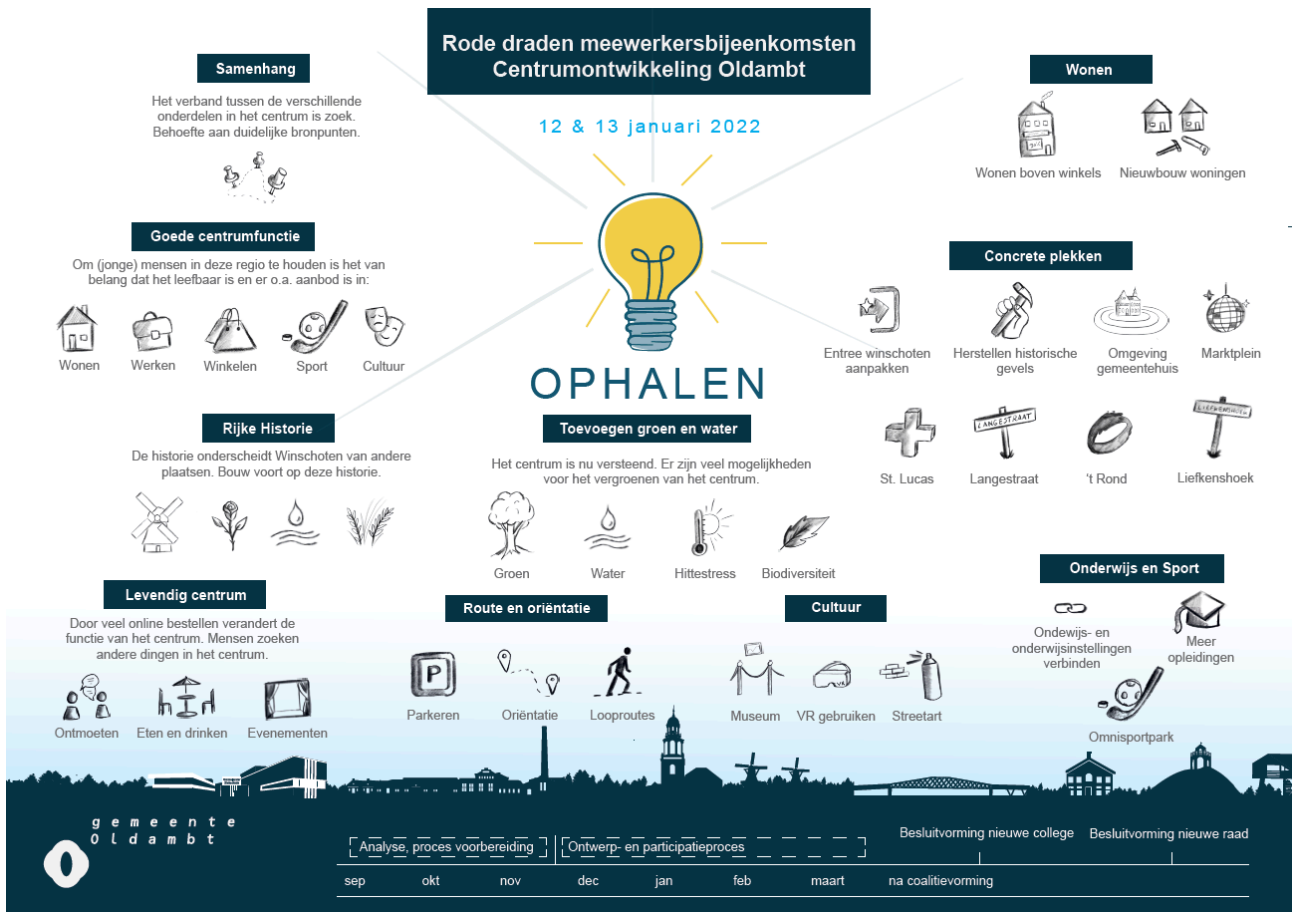 Rode draden meewerkersbijeenkomsten
Centrumontwikkeling Oldambt
12 & 13 januari 2022
OPHALEN
Samenhang
Het verband tussen de verschillende
onderdelen in het centrum is zoek.
Behoefte aan duidelijke bronpunten.
Goede centrumfunctie
Om (jonge) mensen in deze regio te houden is het van
belang dat het leefbaar is en er o.a. aanbod is in:
Wonen
Werken
Winkelen
Sport
Cultuur
Rijke Historie
De historie onderscheidt Winschoten van andere
plaatsen. Bouw voort op deze historie.
Levendig centrum
Door veel online bestellen verandert de
functie van het centrum. Mensen zoeken
andere dingen in het centrum.
Ontmoeten
Eten en drinken
Evenementen
Toevoegen groen en water
Het centrum is nu versteend. Er zijn veel mogelijkheden
voor het vergroenen van het centrum.
Groen
Water
Hittestress
Biodiversiteit
Route en oriëntatie
P
Parkeren
Oriëntatie
Looproutes
Cultuur
Museum
VR gebruiken
Streetart
Wonen
Wonen boven winkels
Nieuwbouw woningen
Concrete plekken
Entree winschoten
aanpakken
Herstellen historische
gevels
Omgeving
gemeentehuis
Marktplein
LANGESTRAAT
LIEFKENSHOEK
St. Lucas
Langestraat
't Rond
Liefkenshoek
Onderwijs en Sport
Ondewijs- en
onderwijsinstellingen
verbinden
Meer
opleidingen
Omnisportpark
gemeente
Oldambt
Analyse, proces voorbereiding
Ontwerp- en participatieproces
Besluitvorming nieuwe college
Besluitvorming nieuwe raad
sep
okt
nov
dec
jan
feb
maart
na coalitievorming